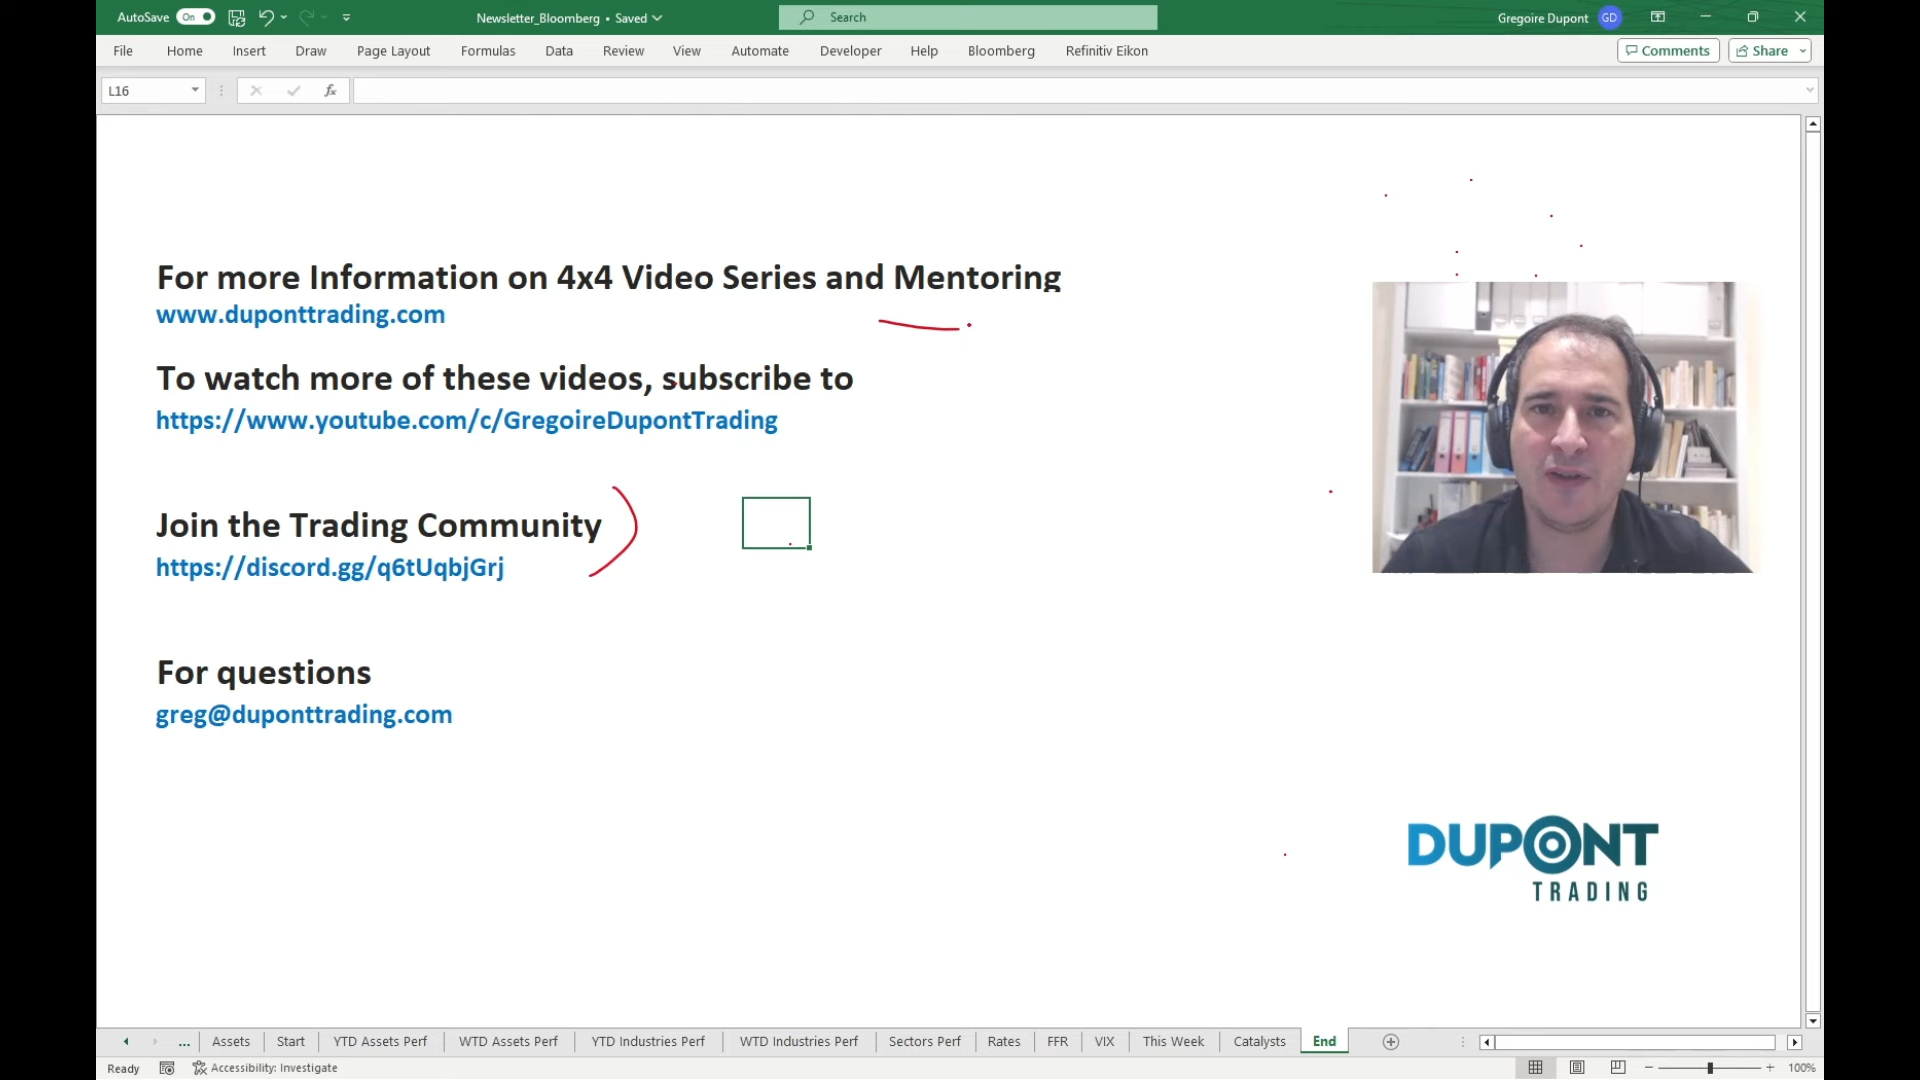 AutoSave On Newsletter_Bloomberg • Saved Search Gregoire Dupont GD
File Home Insert Draw Page Layout Formulas Data Review View Automate Developer Help Bloomberg Refinitiv Eikon Comments Share
L16 fx
For more Information on 4x4 Video Series and Mentoring
www.duponttrading.com
To watch more of these videos, subscribe to
https://www.youtube.com/c/GregoireDupontTrading
Join the Trading Community
https://discord.gg/q6tUqbjGrj
For questions
greg@duponttrading.com
DUPONT
TRADING
... Assets Start YTD Assets Perf WTD Assets Perf YTD Industries Perf WTD Industries Perf Sectors Perf Rates FFR VIX This Week Catalysts End
Ready Accessibility: Investigate 100%